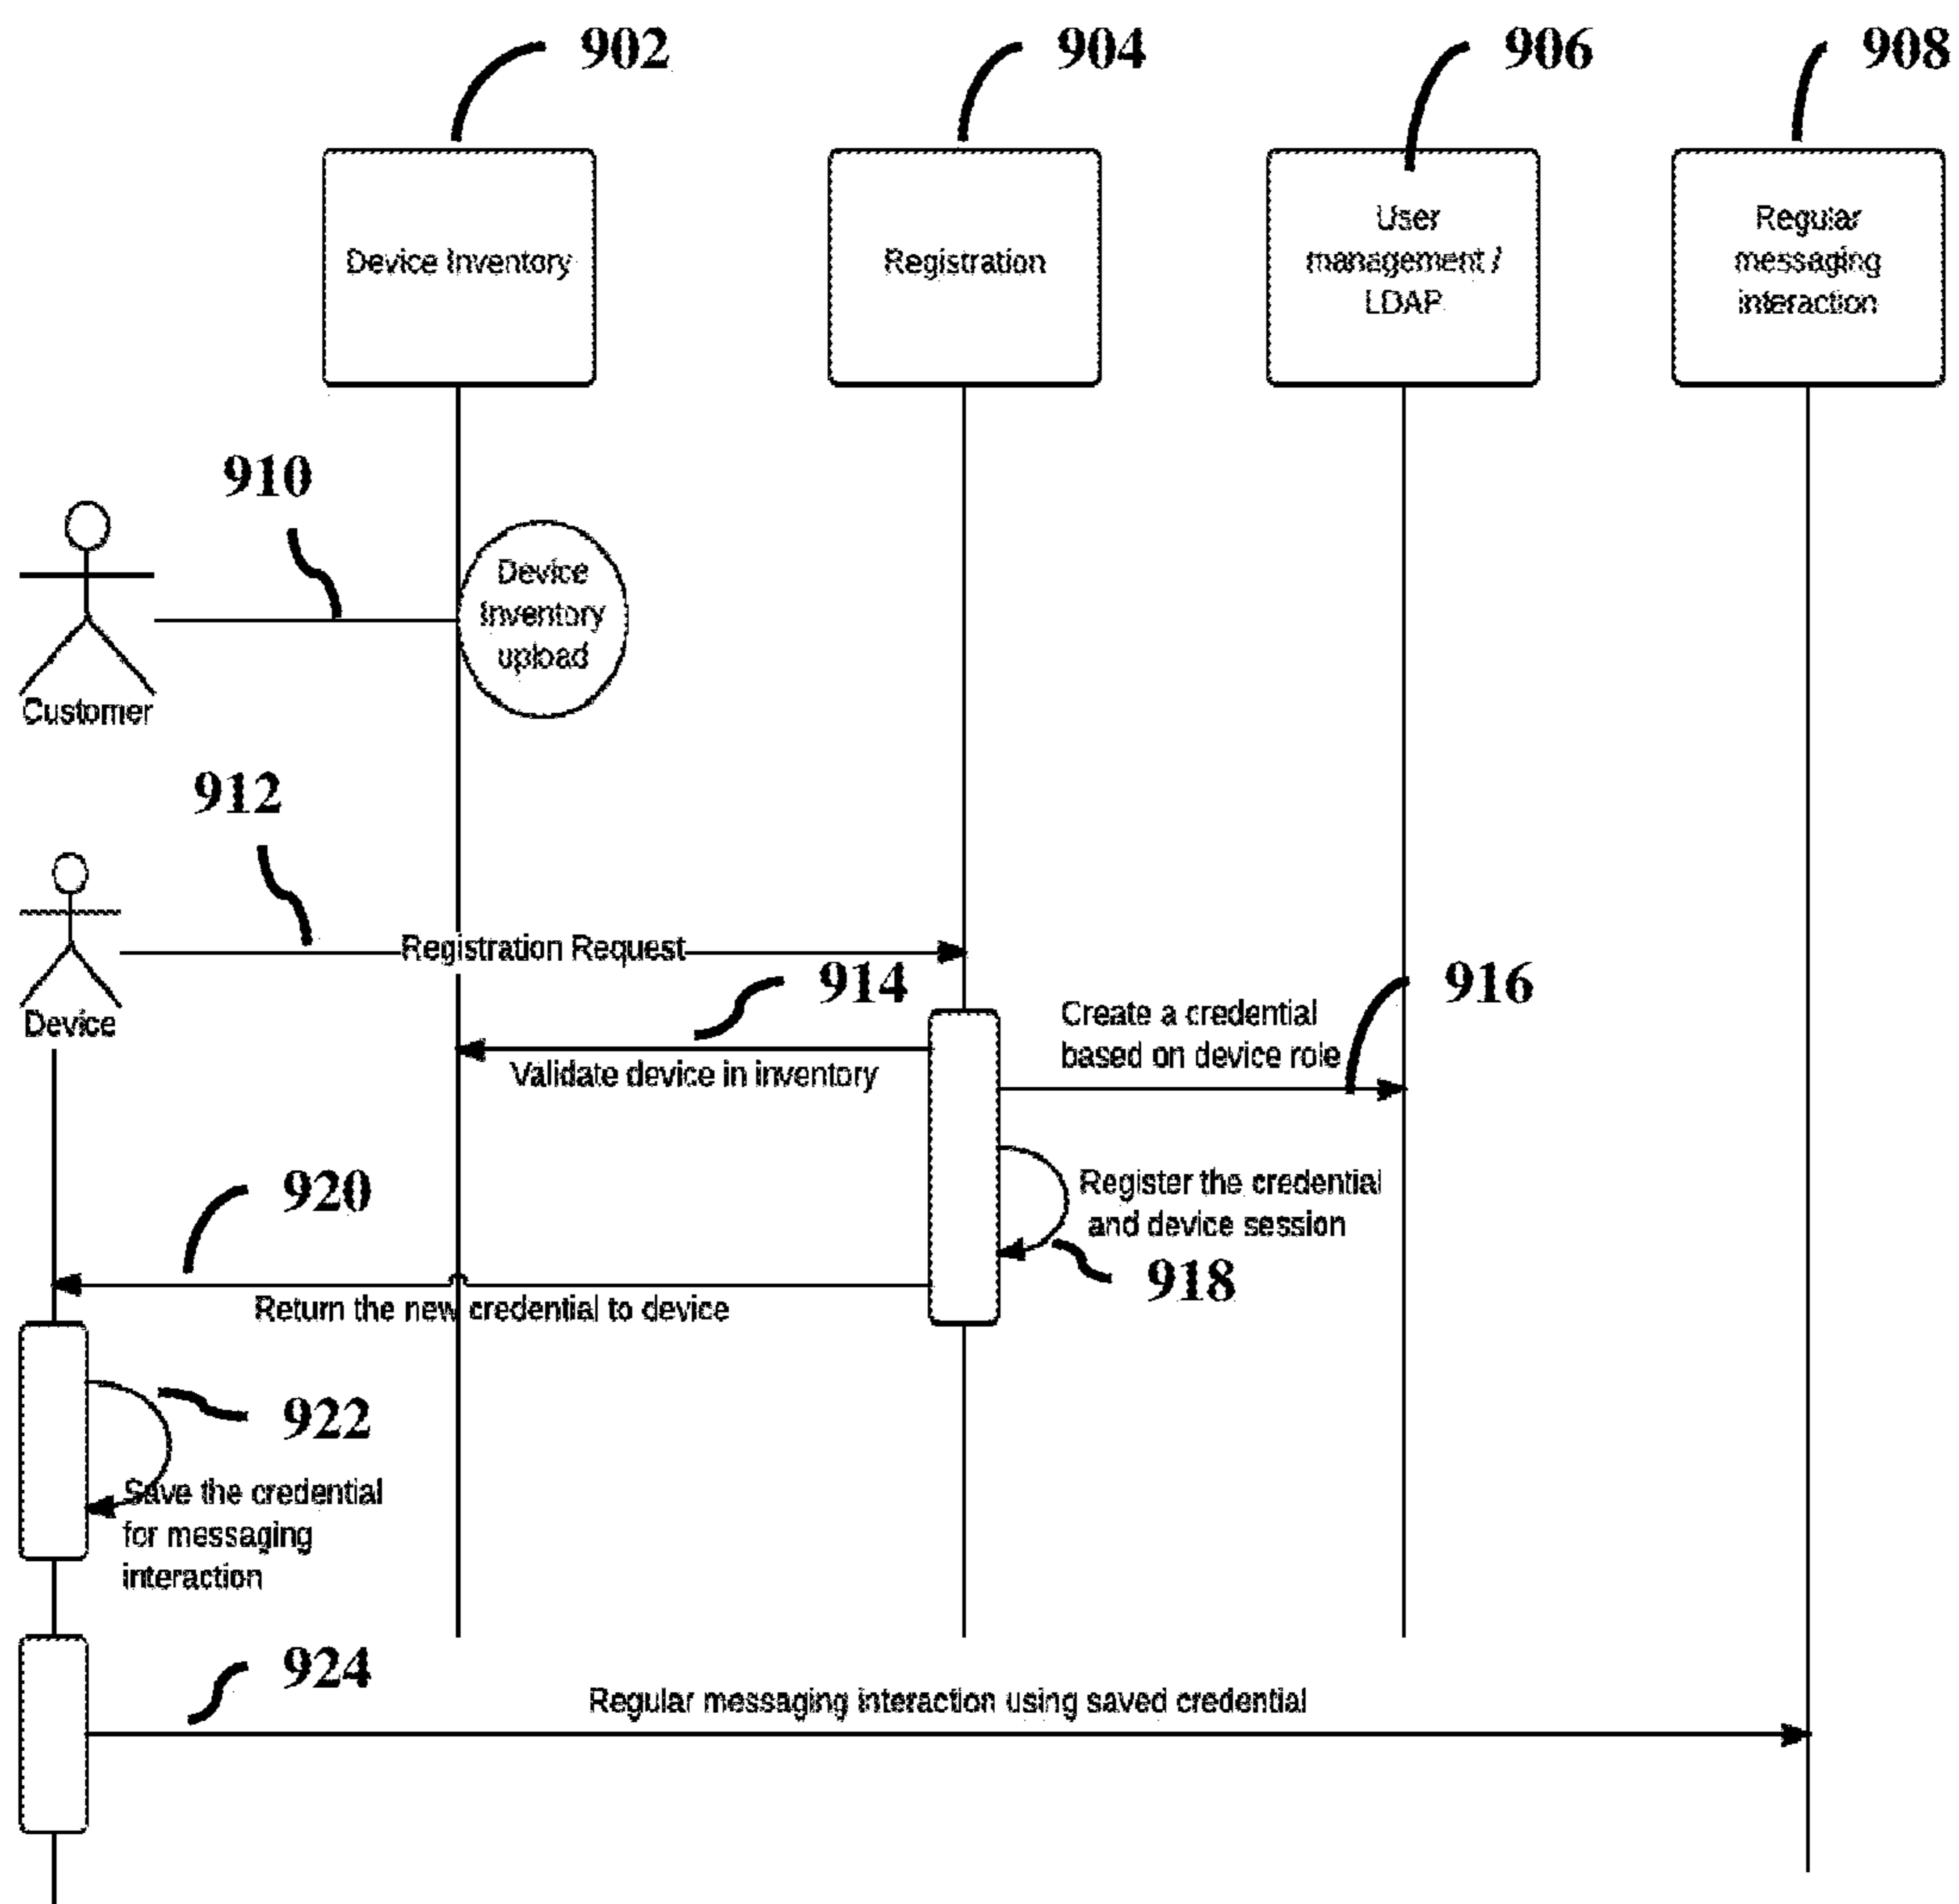 902
904
906
908
Device Inventory
Registration
User
management /
LDAP
Regular
messaging
interaction
910
Device
Inventory
upload
Customer
912
Registration Request
Device
914
Validate device in inventory
916
Create a credential
based on device role
Register the credential
and device session
918
920
Return the new credential to device
922
Save the credential
for messaging
interaction
924
Regular messaging interaction using saved credential